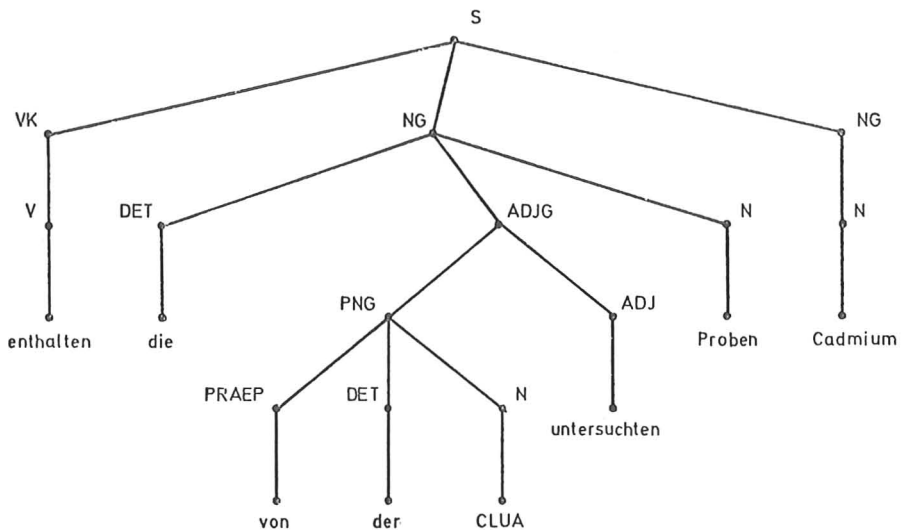 S
VK NG NG
V DET ADJG N N
PNG ADJ
enthalten die Proben Cadmium
PRAEP DET N
untersuchten
von der CLUA